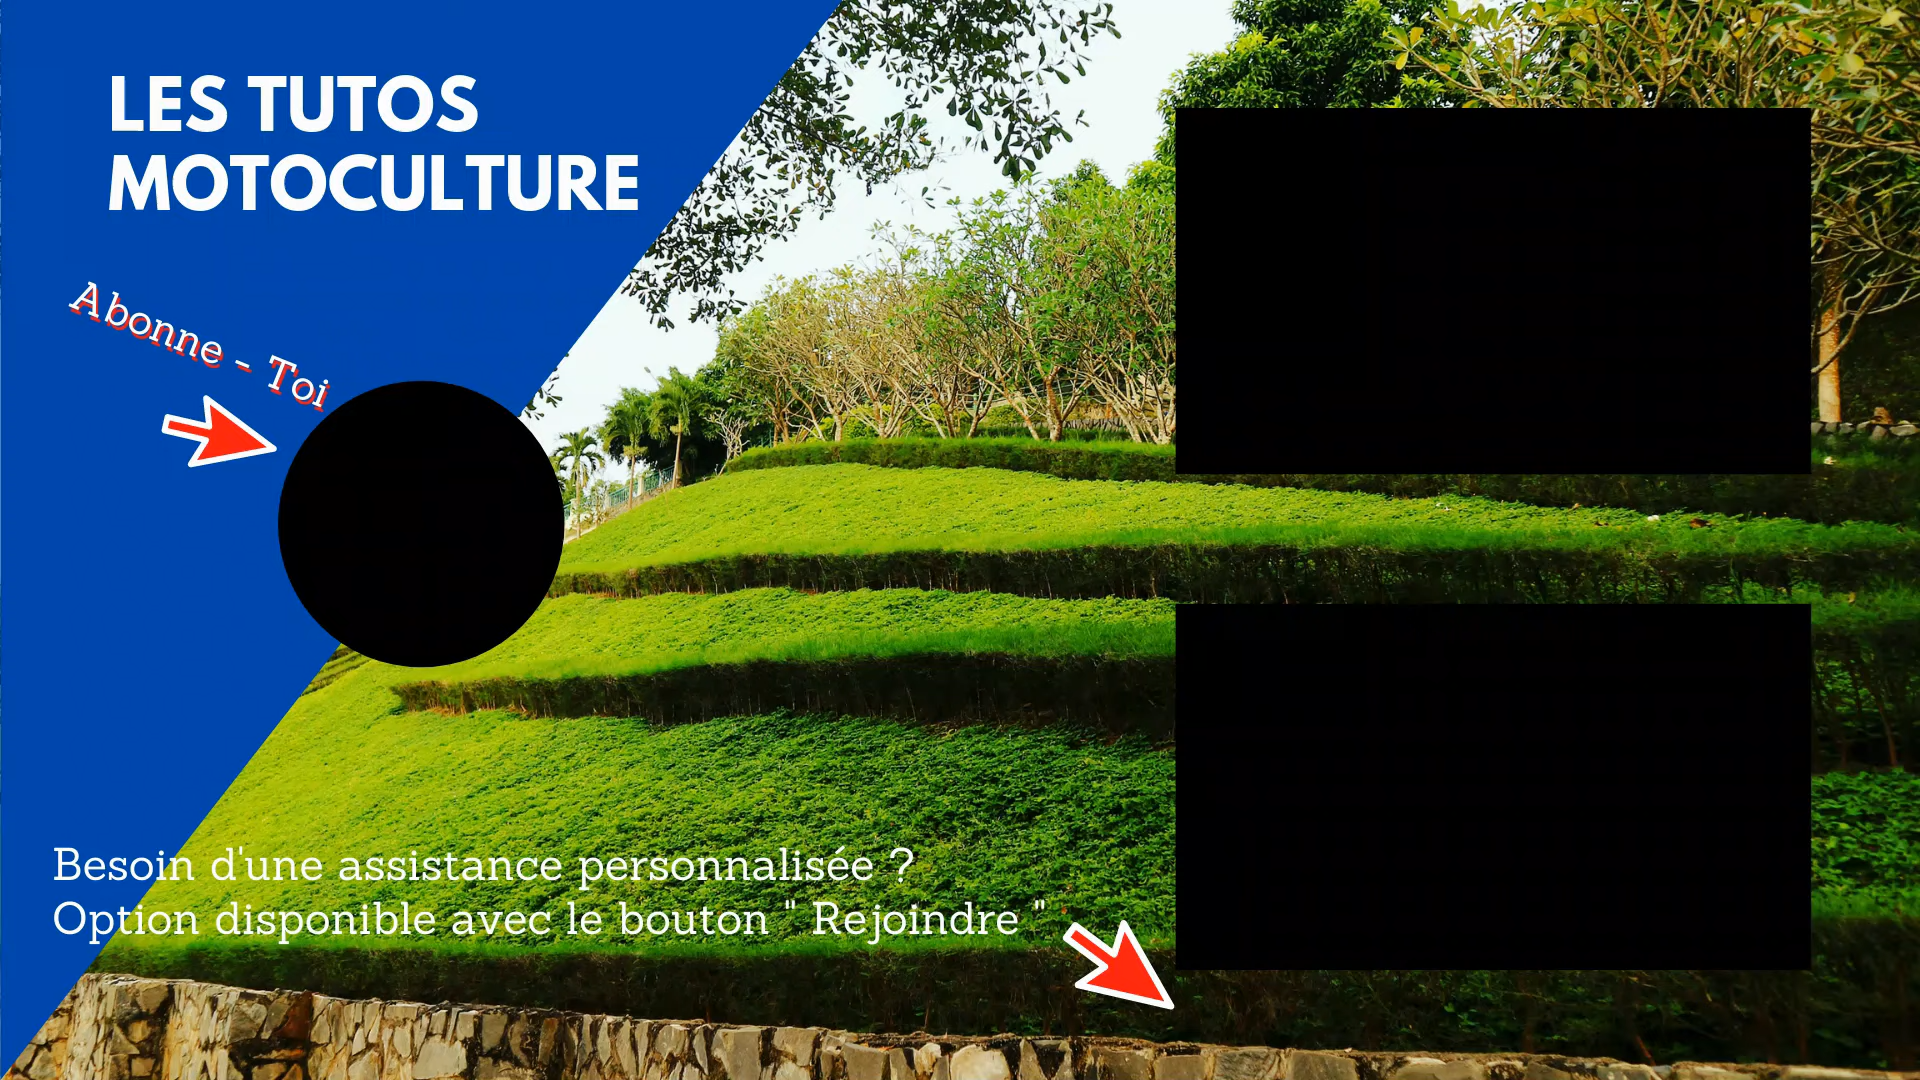 LES TUTOS
MOTOCULTURE
Abonne - Toi
Besoin d'une assistance personnalisée ?
Option disponible avec le bouton " Rejoindre "